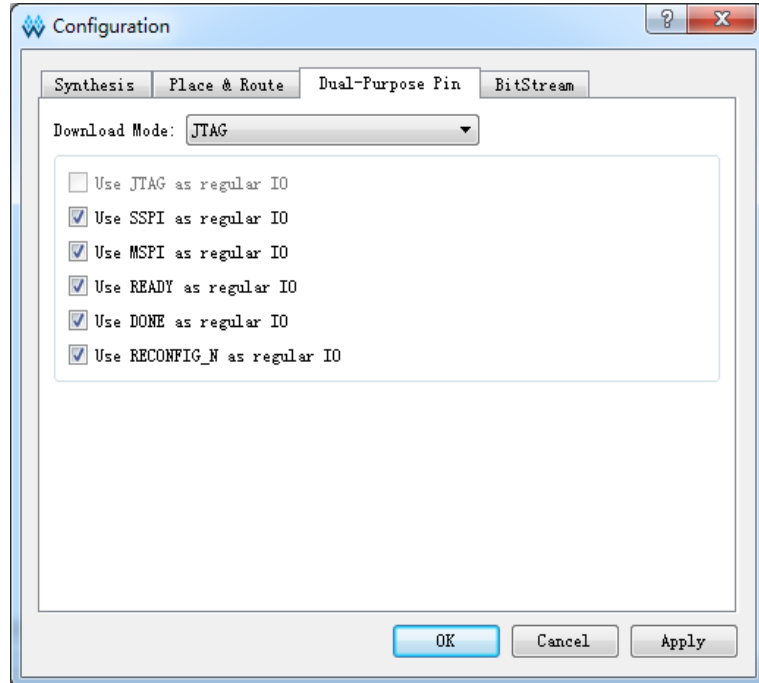 Configuration
Synthesis Place & Route Dual-Purpose Pin BitStream
Download Mode: JTAG
Use JTAG as regular IO
Use SSPI as regular IO
Use MSPI as regular IO
Use READY as regular IO
Use DONE as regular IO
Use RECONFIG_N as regular IO
OK Cancel Apply